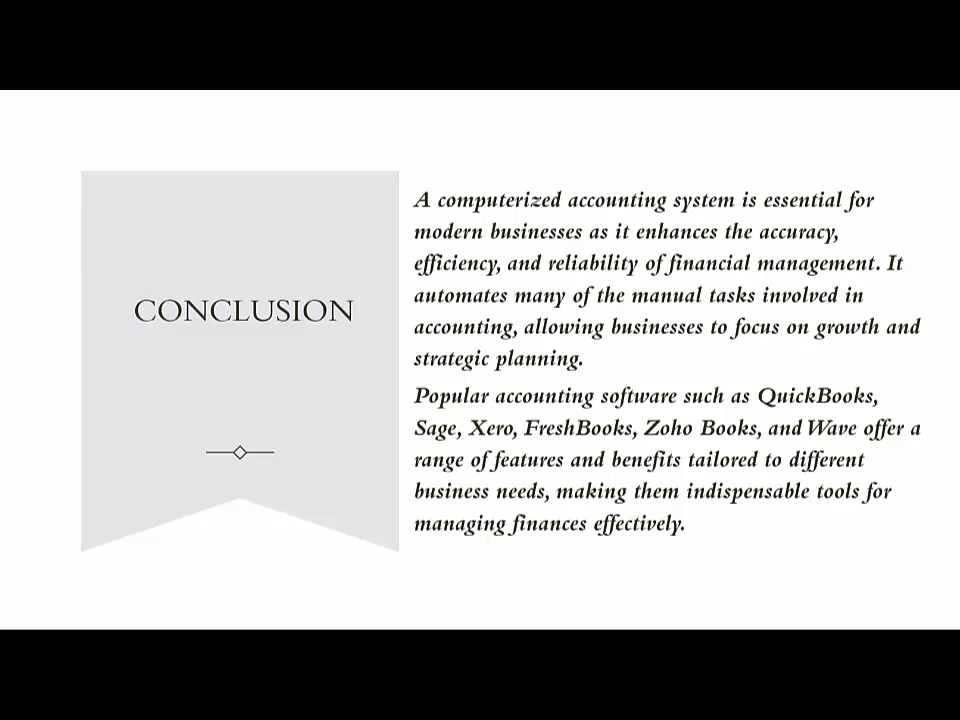 CONCLUSION
A computerized accounting system is essential for
modern businesses as it enhances the accuracy,
efficiency, and reliability of financial management. It
automates many of the manual tasks involved in
accounting, allowing businesses to focus on growth and
strategic planning.
Popular accounting software such as QuickBooks,
Sage, Xero, FreshBooks, Zoho Books, and Wave offer a
range of features and benefits tailored to different
business needs, making them indispensable tools for
managing finances effectively.